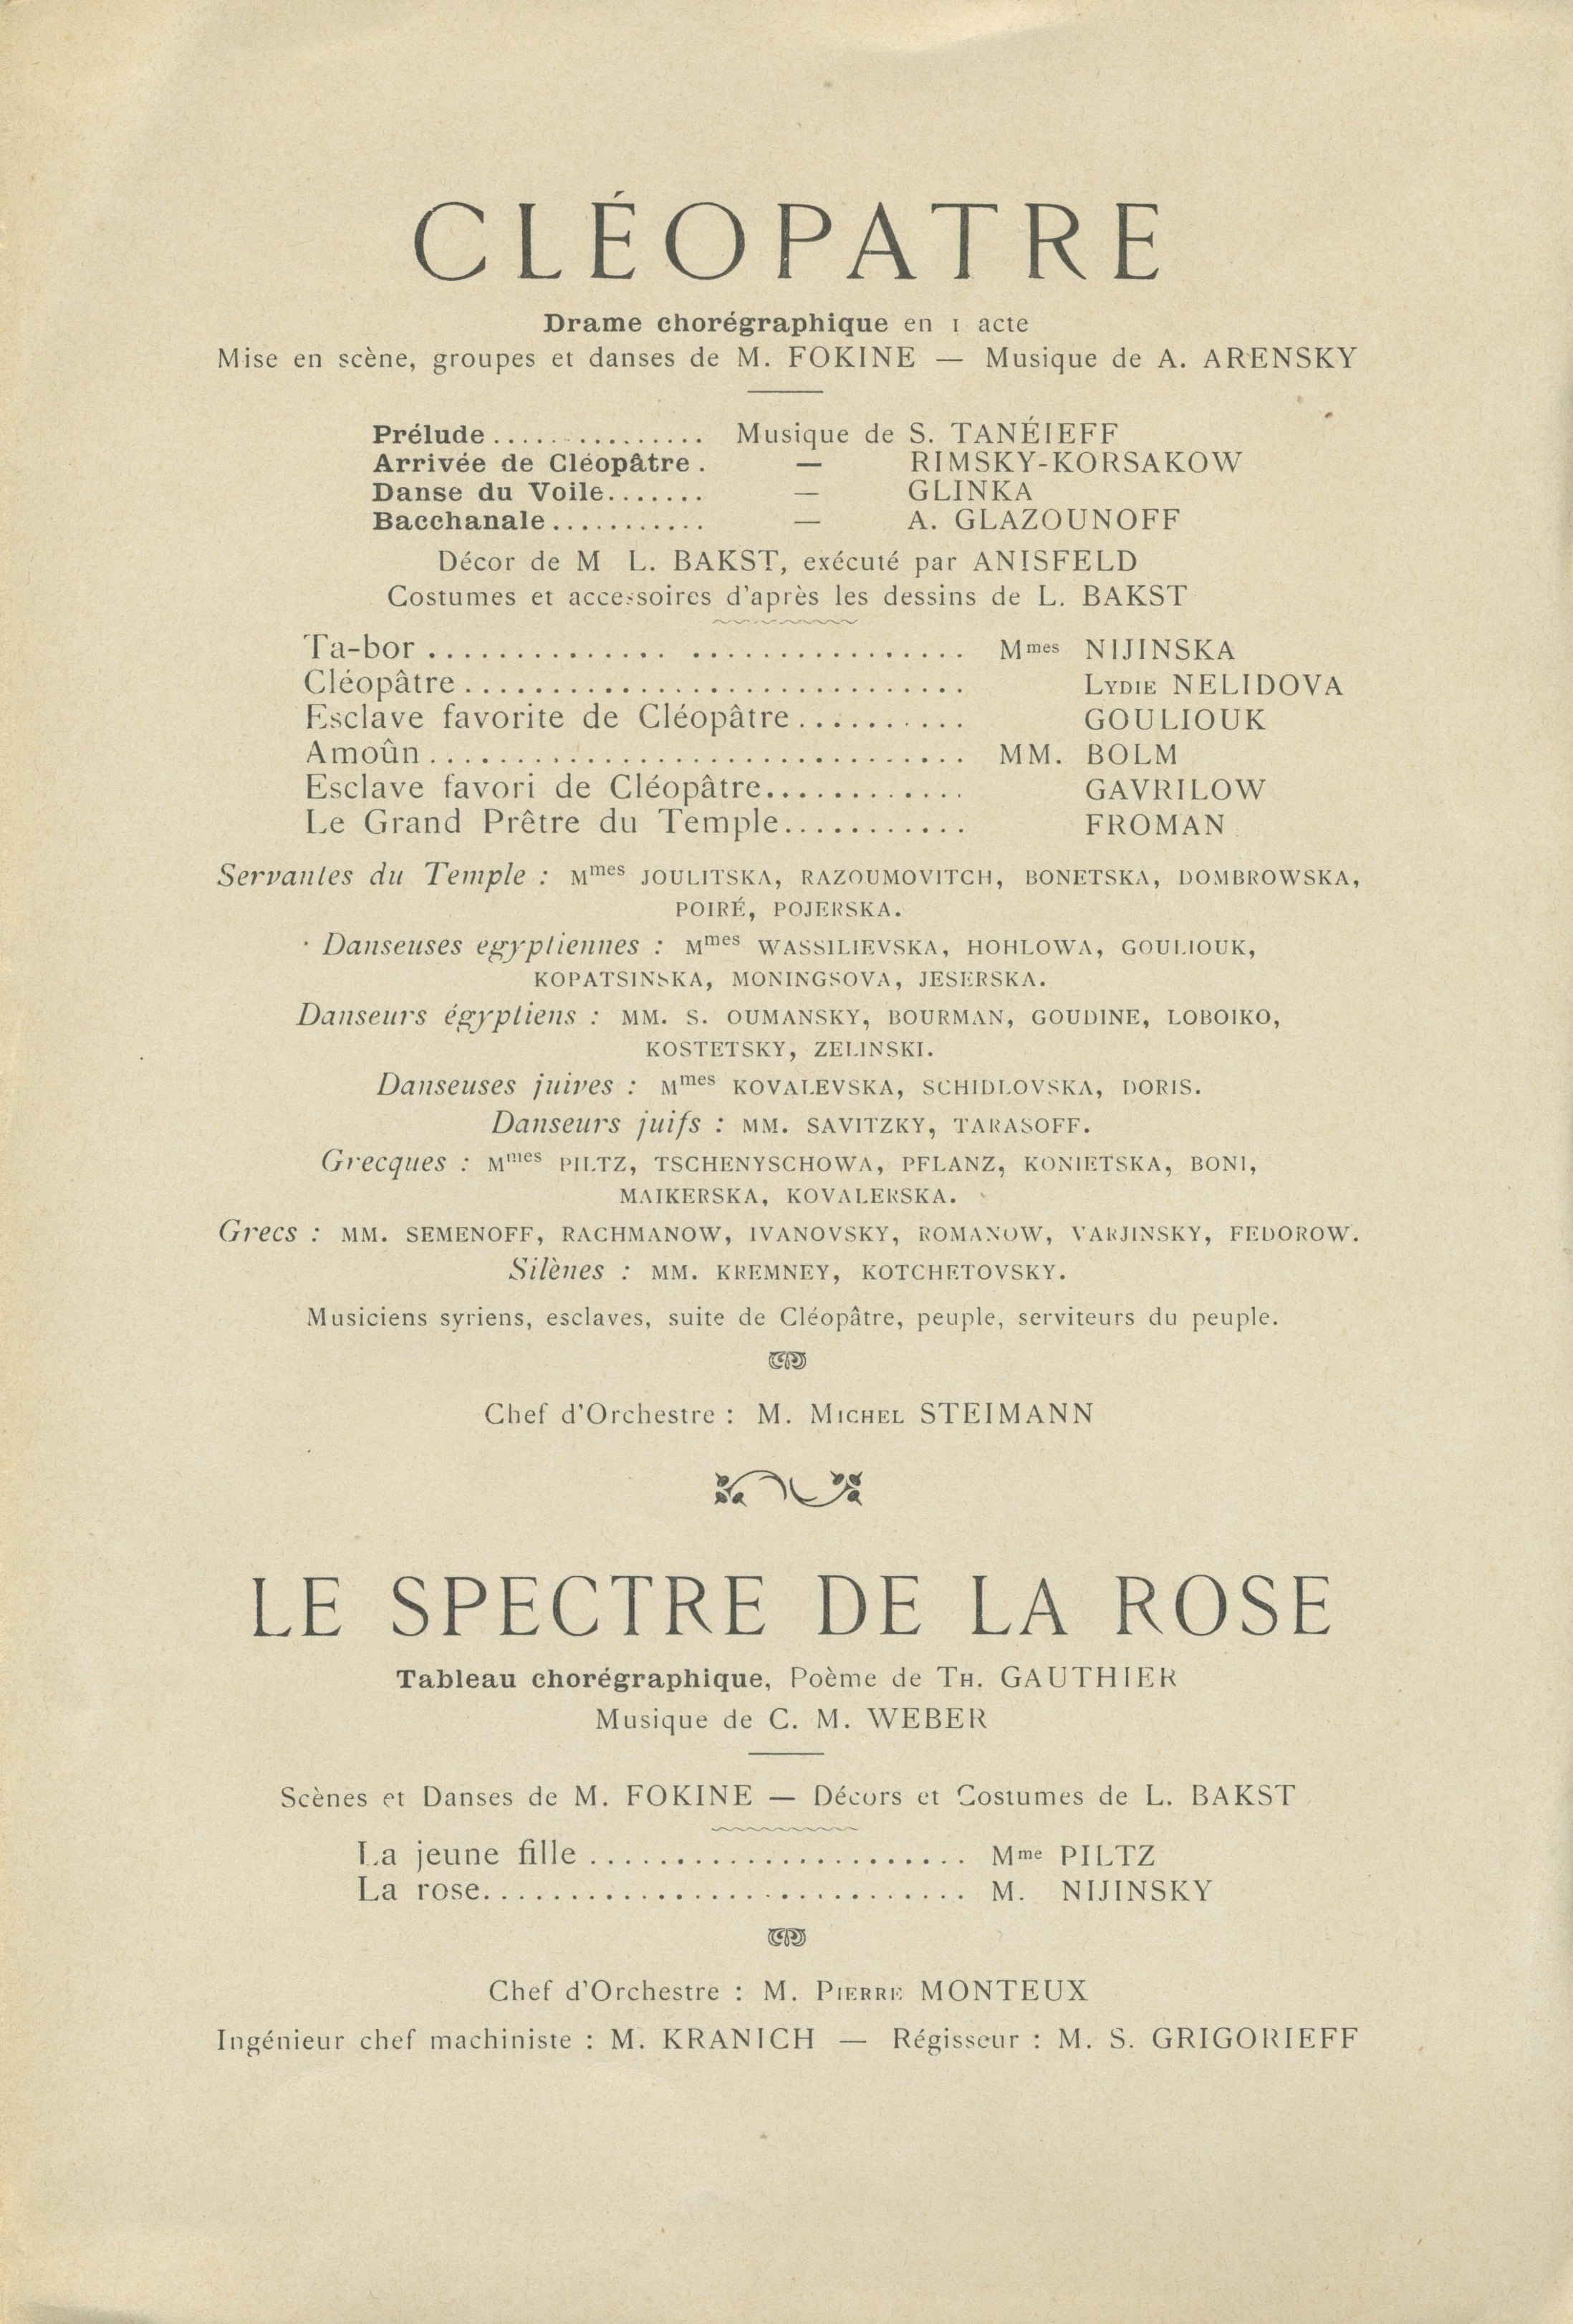 CLÉOPATRE
Drame chorégraphique en 1 acte
Mise en scène, groupes et danses de M. FOKINE — Musique de A. ARENSKY
Prélude............... Musique de S. TANÉIEFF
Arrivée de Cléopâtre. — RIMSKY-KORSAKOW
Danse du Voile....... — GLINKA
Bacchanale........... — A. GLAZOUNOFF
Décor de M L. BAKST, exécuté par ANISFELD
Costumes et accessoires d'après les dessins de L. BAKST
Ta-bor .............. ................ Mmes NIJINSKA
Cléopâtre............................. LYDIE NELIDOVA
Esclave favorite de Cléopâtre.......... GOULIOUK
Amoûn............................... MM. BOLM
Esclave favori de Cléopâtre............ GAVRILOW
Le Grand Prêtre du Temple........... FROMAN
Servantes du Temple : Mmes JOULITSKA, RAZOUMOVITCH, BONETSKA, DOMBROWSKA,
POIRÉ, POJERSKA.
Danseuses egyptiennes : Mmes WASSILIEVSKA, HOHLOWA, GOULIOUK,
KOPATSINSKA, MONINGSOVA, JESERSKA.
Danseurs égyptiens : MM. S. OUMANSKY, BOURMAN, GOUDINE, LOBOIKO,
KOSTETSKY, ZELINSKI.
Danseuses juives : Mmes KOVALEVSKA, SCHIDLOVSKA, DORIS.
Danseurs juifs : MM. SAVITZKY, TARASOFF.
Grecques : Mmes PILTZ, TSCHENYSCHOWA, PFLANZ, KONIETSKA, BONI,
MAIKERSKA, KOVALERSKA.
Grecs : MM. SEMENOFF, RACHMANOW, IVANOVSKY, ROMANOW, VARJINSKY, FEDOROW.
Silènes : MM. KREMNEY, KOTCHETOVSKY.
Musiciens syriens, esclaves, suite de Cléopâtre, peuple, serviteurs du peuple.
Chef d'Orchestre : M. MICHEL STEIMANN
LE SPECTRE DE LA ROSE
Tableau chorégraphique, Poème de TH. GAUTHIER
Musique de C. M. WEBER
Scènes et Danses de M. FOKINE — Décors et Costumes de L. BAKST
La jeune fille ....................... Mme PILTZ
La rose............................. M. NIJINSKY
Chef d'Orchestre : M. PIERRE MONTEUX
Ingénieur chef machiniste : M. KRANICH — Régisseur : M. S. GRIGORIEFF